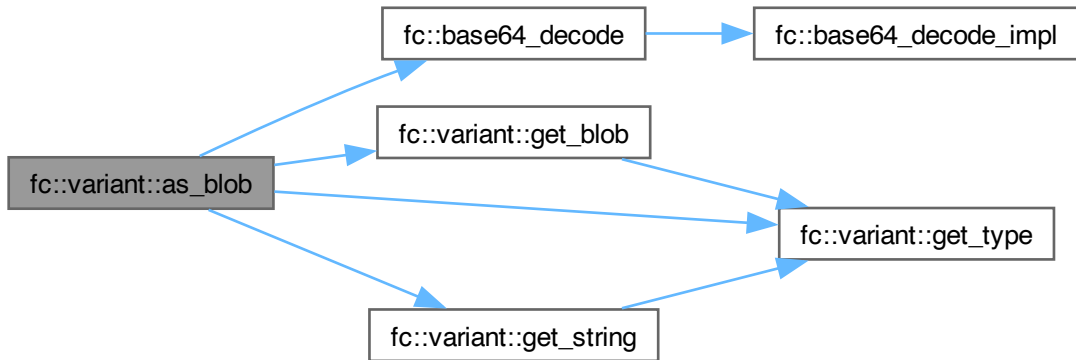 fc::base64_decode
fc::base64_decode_impl
fc::variant::get_blob
fc::variant::as_blob
fc::variant::get_type
fc::variant::get_string